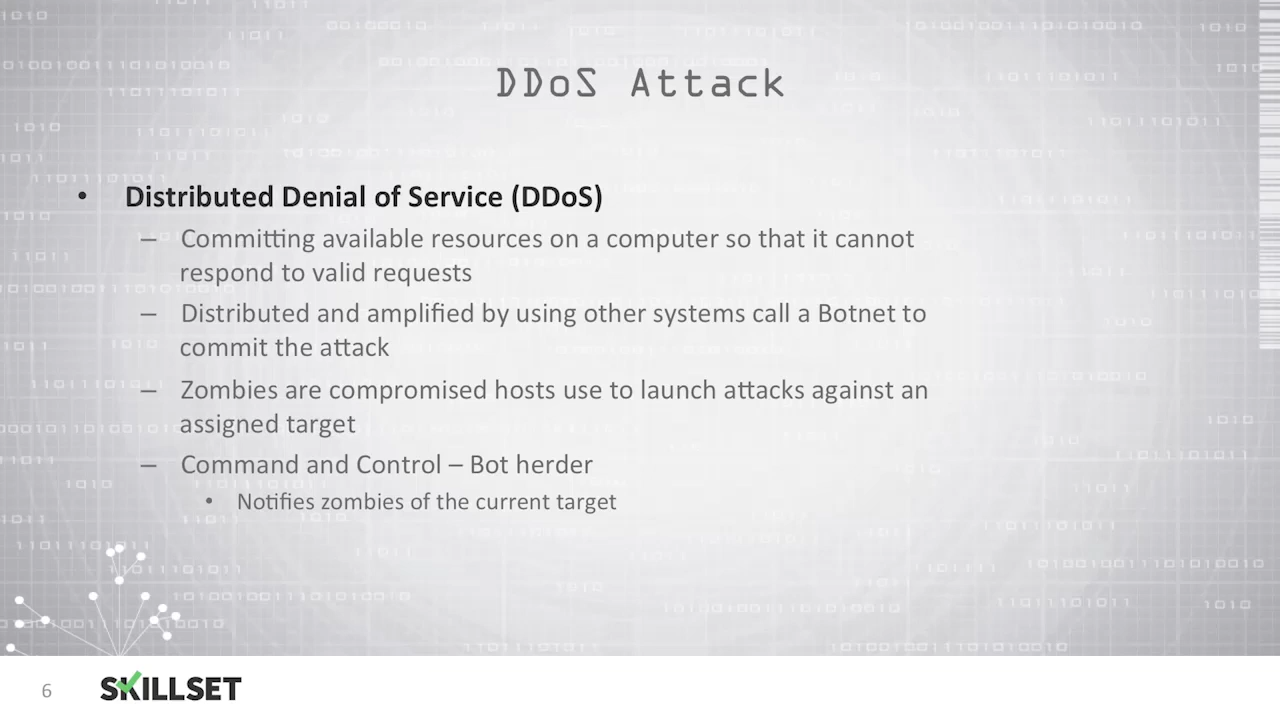 DDoS Attack
• Distributed Denial of Service (DDoS)
– Committing available resources on a computer so that it cannot
respond to valid requests
– Distributed and amplified by using other systems call a Botnet to
commit the attack
– Zombies are compromised hosts use to launch attacks against an
assigned target
– Command and Control – Bot herder
• Notifies zombies of the current target
6
SKILLSET